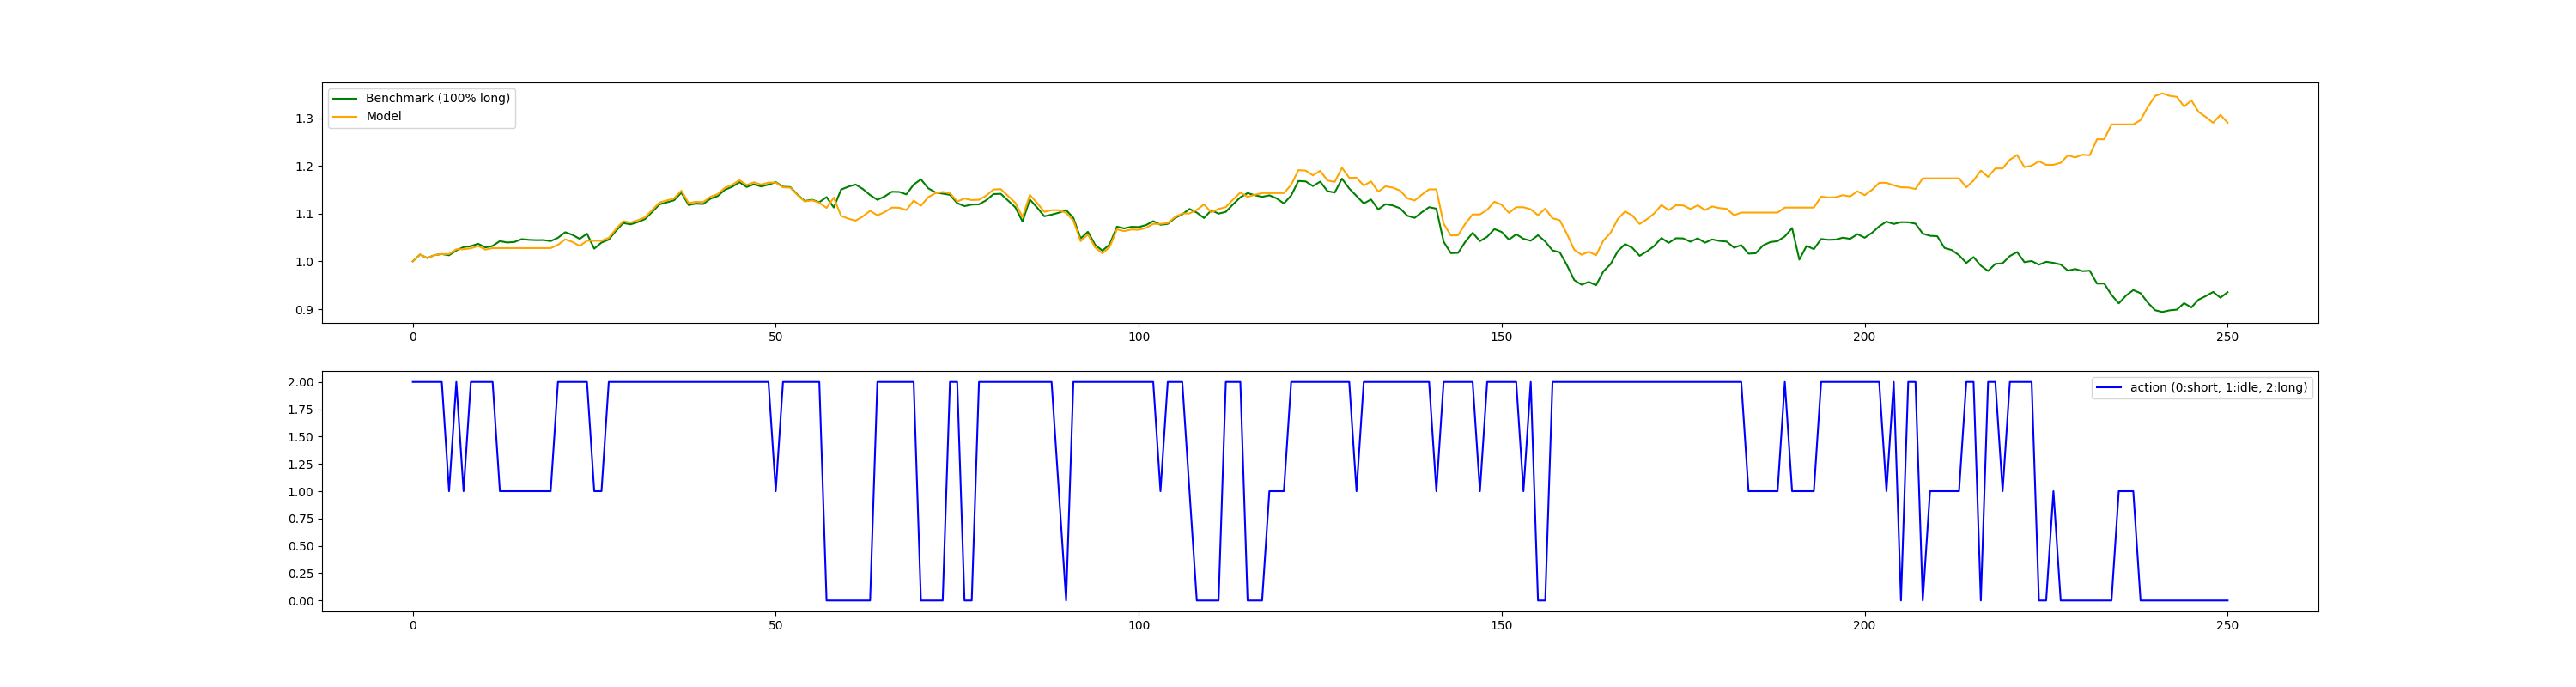 Benchmark (100% long)
Model
1.3
1.2
1.1
1.0
0.9
0 50 100 150 200 250
action (0:short, 1:idle, 2:long)
2.00
1.75
1.50
1.25
1.00
0.75
0.50
0.25
0.00
0 50 100 150 200 250